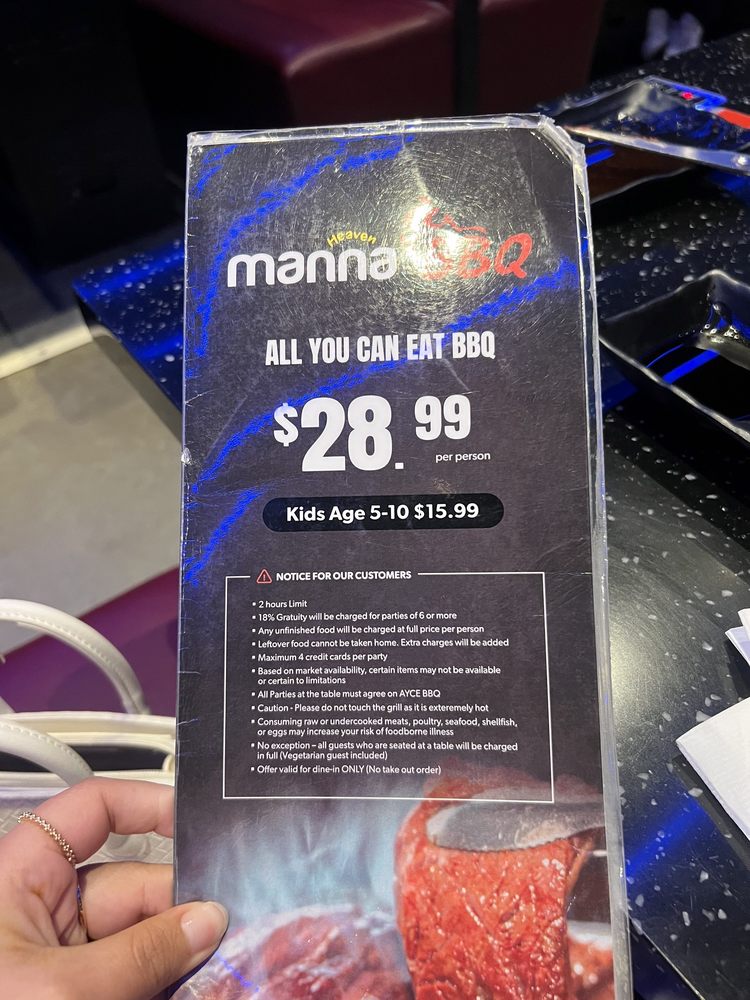 Heaven
manna
BBQ
ALL YOU CAN EAT BBQ
$28.99
per person
Kids Age 5-10 $15.99
NOTICE FOR OUR CUSTOMERS
▪ 2 hours Limit
▪ 18% Gratuity will be charged for parties of 6 or more
▪ Any unfinished food will be charged at full price per person
▪ Leftover food cannot be taken home. Extra charges will be added
▪ Maximum 4 credit cards per party
▪ Based on market availability, certain items may not be available
or certain to limitations
▪ All Parties at the table must agree on AYCE BBQ
▪ Caution - Please do not touch the grill as it is exteremely hot
▪ Consuming raw or undercooked meats, poultry, seafood, shellfish,
or eggs may increase your risk of foodborne illness
▪ No exception – all guests who are seated at a table will be charged
in full (Vegetarian guest included)
▪ Offer valid for dine-in ONLY (No take out order)